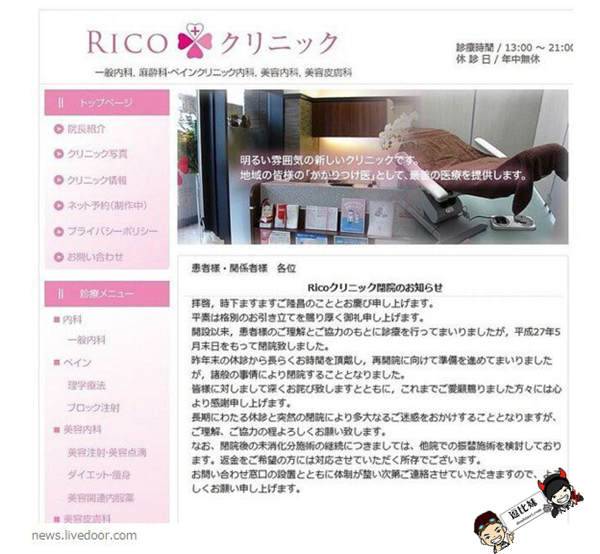 RICO クリニック
一般内科, 麻酔科・ペインクリニック内科, 美容内科, 美容皮膚科
診療時間 / 13:00 ~ 21:00
休 診 日 / 年中無休
トップページ
院長紹介
クリニック写真
クリニック情報
ネット予約(制作中)
プライバシーポリシー
お問い合わせ
明るい雰囲気の新しいクリニックです。
地域の皆様の「かかりつけ医」として、最善の医療を提供します。
診療メニュー
内科
一般内科
ペイン
理学療法
ブロック注射
美容内科
美容注射・美容点滴
ダイエット・痩身
美容関連内服薬
美容皮膚科
患者様・関係者様 各位
Ricoクリニック閉院のお知らせ
拝啓，時下ますますご隆昌のこととお慶び申し上げます。
平素は格別のお引き立てを賜り厚く御礼申し上げます。
開設以来，患者様のご理解とご協力のもとに診療を行ってまいりましたが，平成27年5
月末日をもって閉院致しました。
昨年末の休診から長らくお時間を頂戴し，再開院に向けて準備を進めてまいりました
が，諸般の事情により閉院することとなりました。
皆様に対しまして深くお詫び致しますとともに，これまでご愛顧賜りました方々には心
より感謝申し上げます。
長期にわたる休診と突然の閉院により多大なるご迷惑をおかけすることとなりますが、
ご理解、ご協力の程よろしくお願い致します。
なお、閉院後の未消化分施術の継続につきましては、他院での振替施術を検討しており
ます。返金をご希望の方には対応させていただく所存でございます。
お問い合わせ窓口の設置とともに体制が整い次第ご連絡させていただきますので、よろ
しくお願い申し上げます。
news.livedoor.com
逗比妹